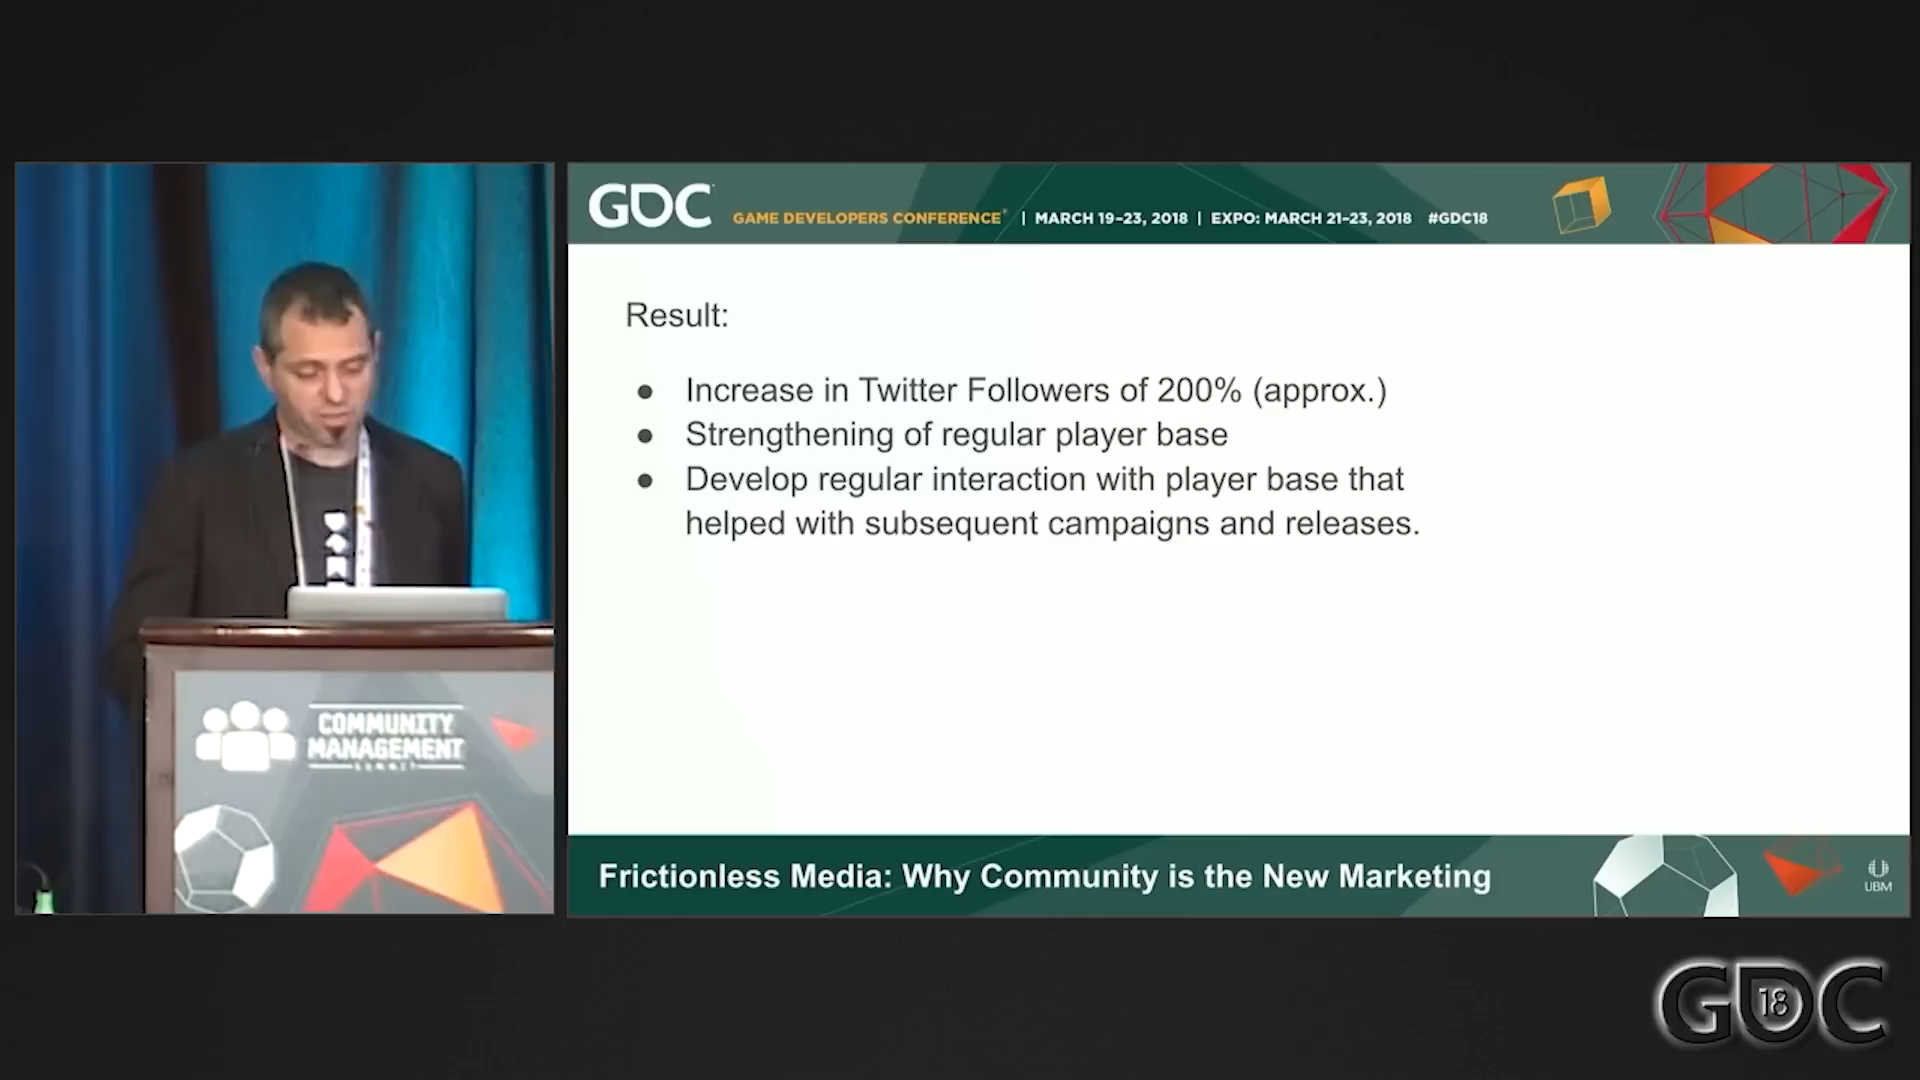 GDC
GAME DEVELOPERS CONFERENCE® | MARCH 19–23, 2018 | EXPO: MARCH 21–23, 2018 #GDC18
Result:
● Increase in Twitter Followers of 200% (approx.)
● Strengthening of regular player base
● Develop regular interaction with player base that
helped with subsequent campaigns and releases.
COMMUNITY
MANAGEMENT
SUMMIT
Frictionless Media: Why Community is the New Marketing
UBM
GDC
18